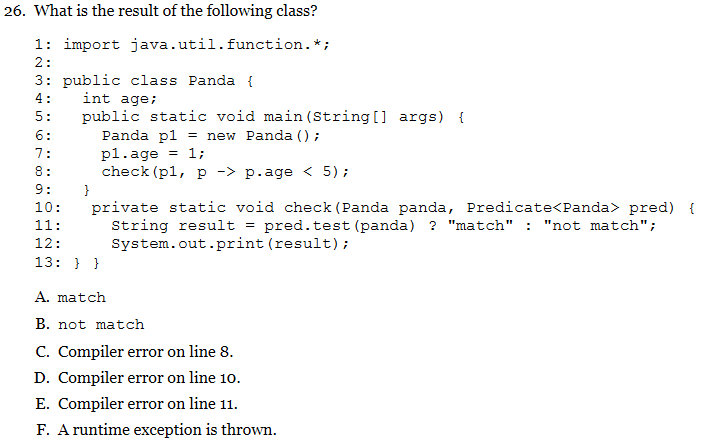 26. What is the result of the following class?
1: import java.util.function.*;
2:
3: public class Panda {
4:   int age;
5:   public static void main(String[] args) {
6:     Panda p1 = new Panda();
7:     p1.age = 1;
8:     check(p1, p -> p.age < 5);
9:   }
10:   private static void check(Panda panda, Predicate<Panda> pred) {
11:     String result = pred.test(panda) ? "match" : "not match";
12:     System.out.print(result);
13: } }
A. match
B. not match
C. Compiler error on line 8.
D. Compiler error on line 10.
E. Compiler error on line 11.
F. A runtime exception is thrown.